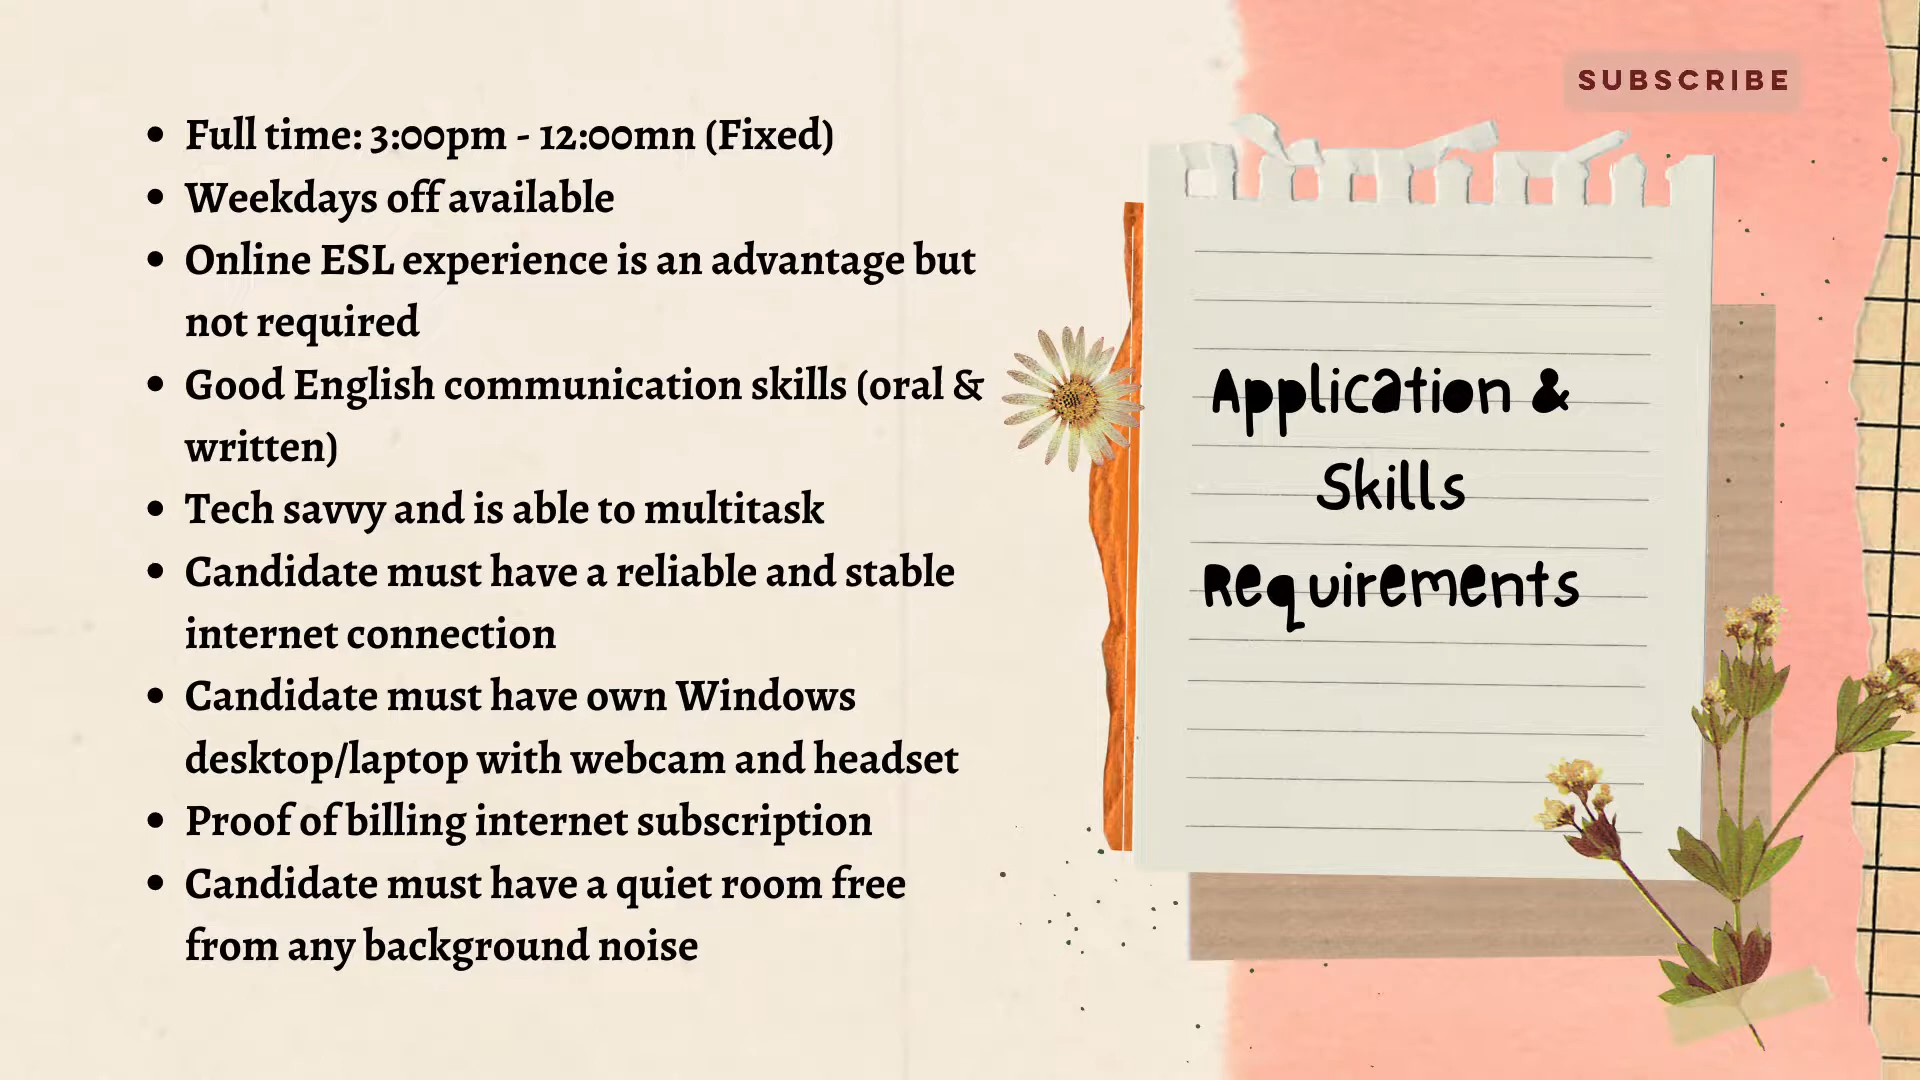 SUBSCRIBE
• Full time: 3:00pm - 12:00mn (Fixed)
• Weekdays off available
• Online ESL experience is an advantage but
not required
• Good English communication skills (oral &
written)
• Tech savvy and is able to multitask
• Candidate must have a reliable and stable
internet connection
• Candidate must have own Windows
desktop/laptop with webcam and headset
• Proof of billing internet subscription
• Candidate must have a quiet room free
from any background noise
Application &
Skills
Requirements